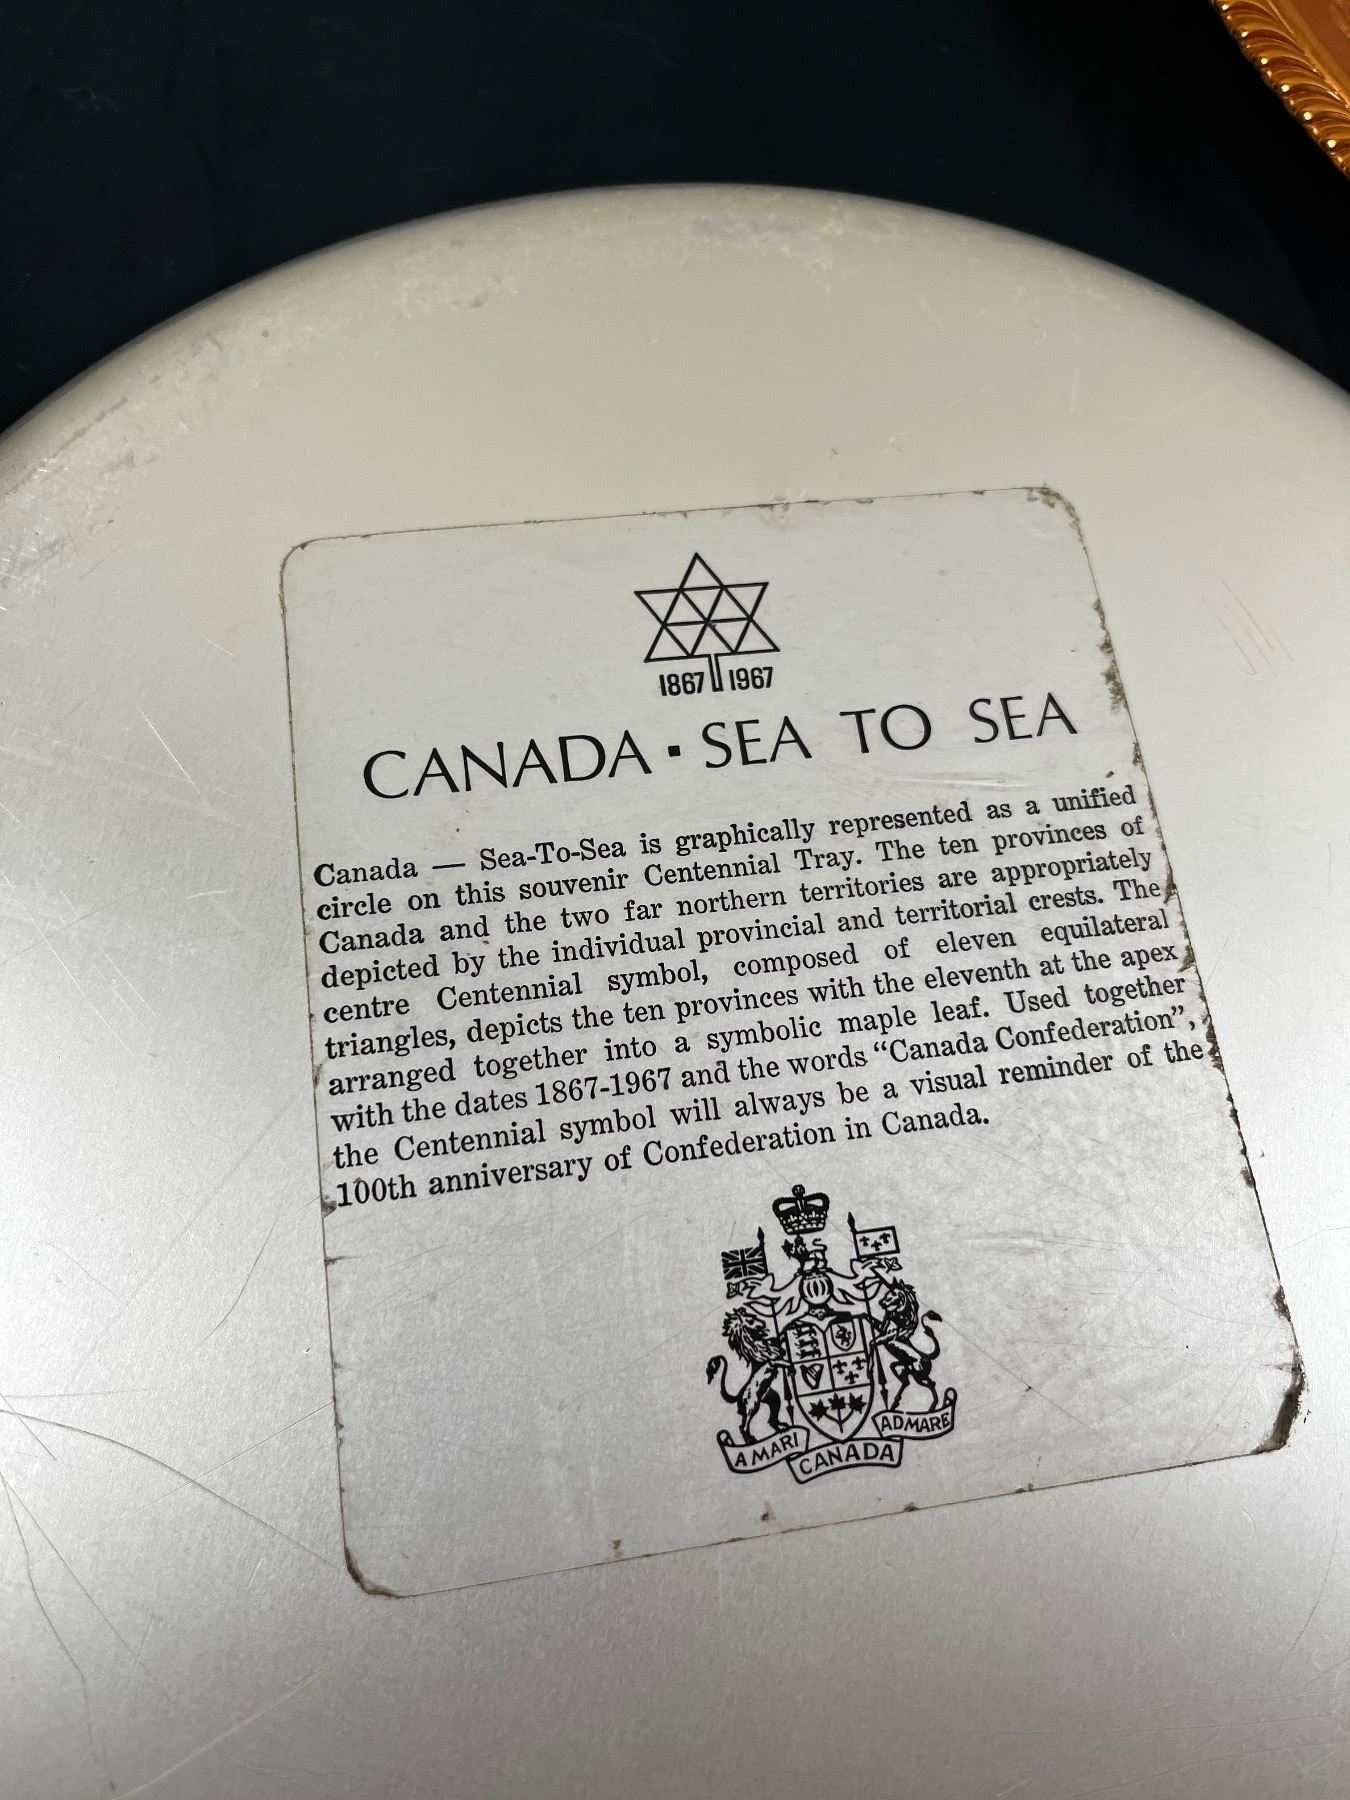 1867 1967
CANADA · SEA TO SEA
Canada — Sea-To-Sea is graphically represented as a unified
circle on this souvenir Centennial Tray. The ten provinces of
Canada and the two far northern territories are appropriately
depicted by the individual provincial and territorial crests. The
centre Centennial symbol, composed of eleven equilateral
triangles, depicts the ten provinces with the eleventh at the apex
arranged together into a symbolic maple leaf. Used together
with the dates 1867-1967 and the words “Canada Confederation”,
the Centennial symbol will always be a visual reminder of the
100th anniversary of Confederation in Canada.
A MARI CANADA AD MARE